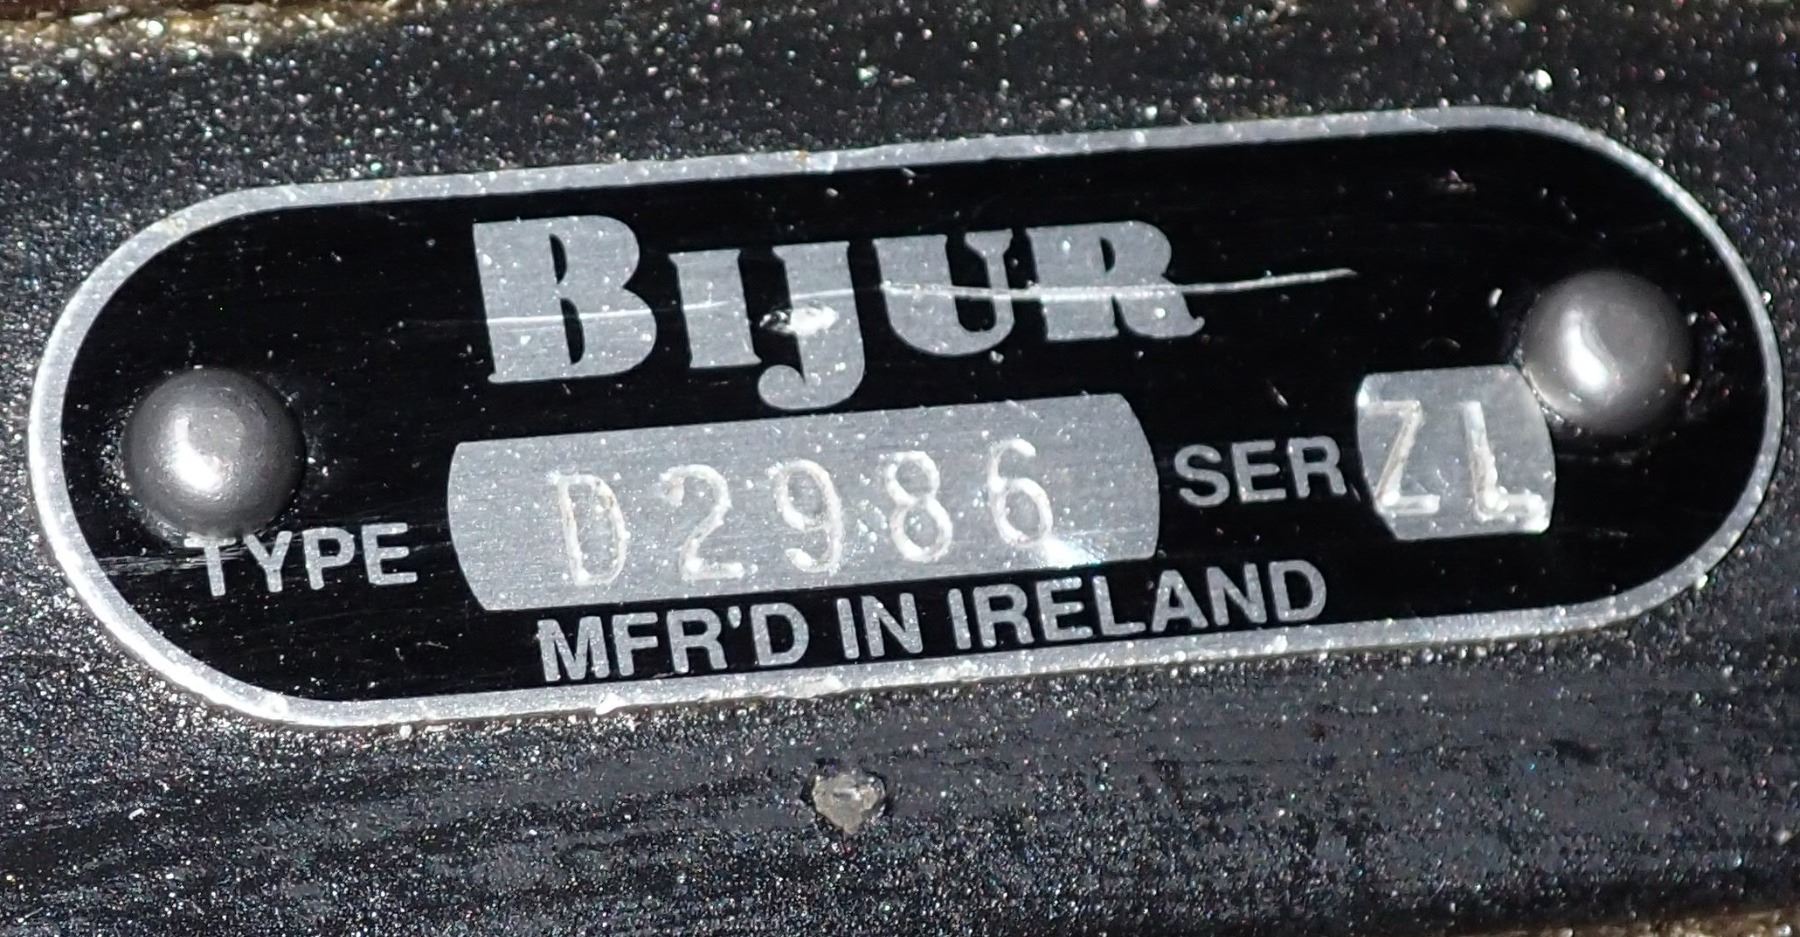 BIJUR
TYPE D2986 SER ZL
MFR'D IN IRELAND